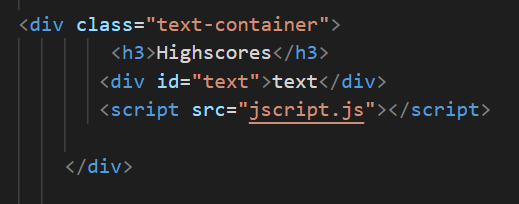 <div class="text-container">
<h3>Highscores</h3>
<div id="text">text</div>
<script src="jscript.js"></script>
</div>